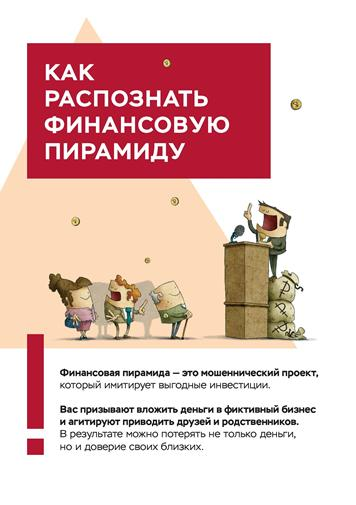 КАК
РАСПОЗНАТЬ
ФИНАНСОВУЮ
ПИРАМИДУ
Финансовая пирамида — это мошеннический проект,
который имитирует выгодные инвестиции.
Вас призывают вложить деньги в фиктивный бизнес
и агитируют приводить друзей и родственников.
В результате можно потерять не только деньги,
но и доверие своих близких.